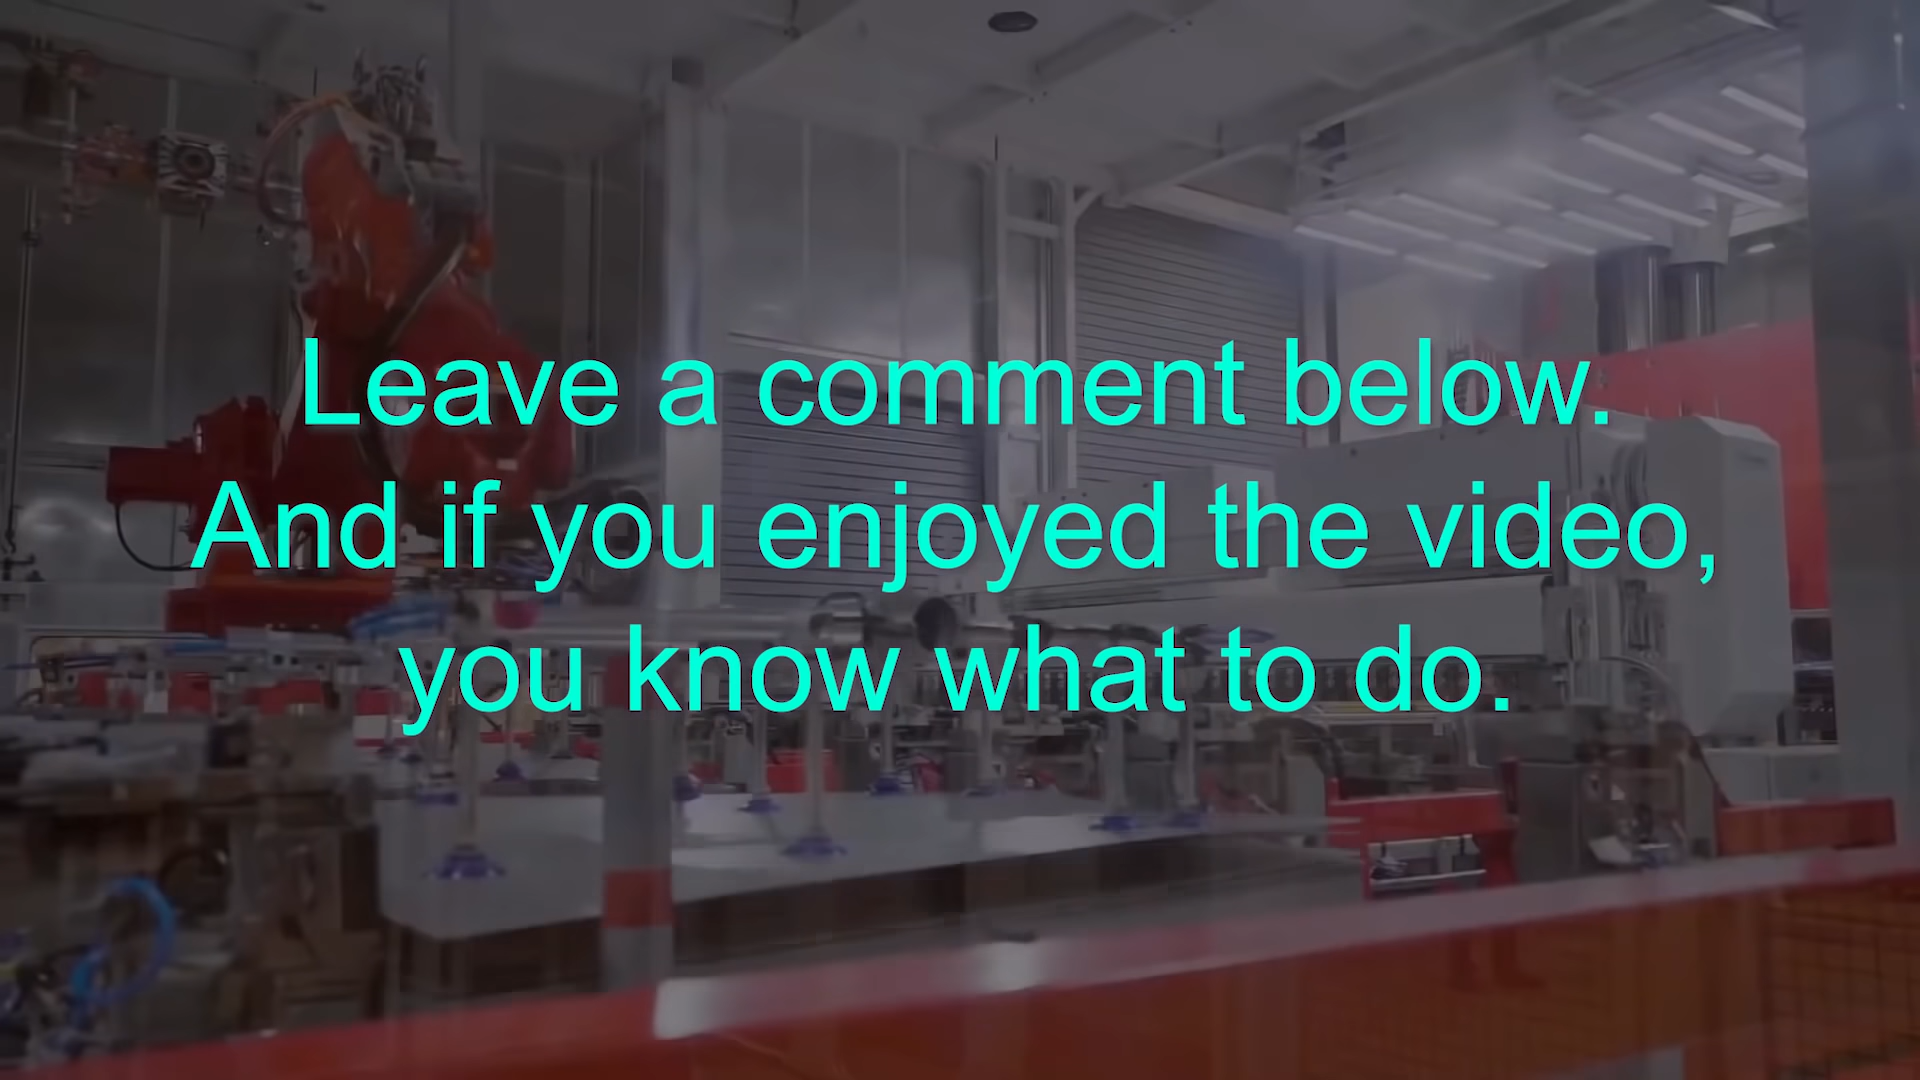 Leave a comment below.
And if you enjoyed the video,
you know what to do.